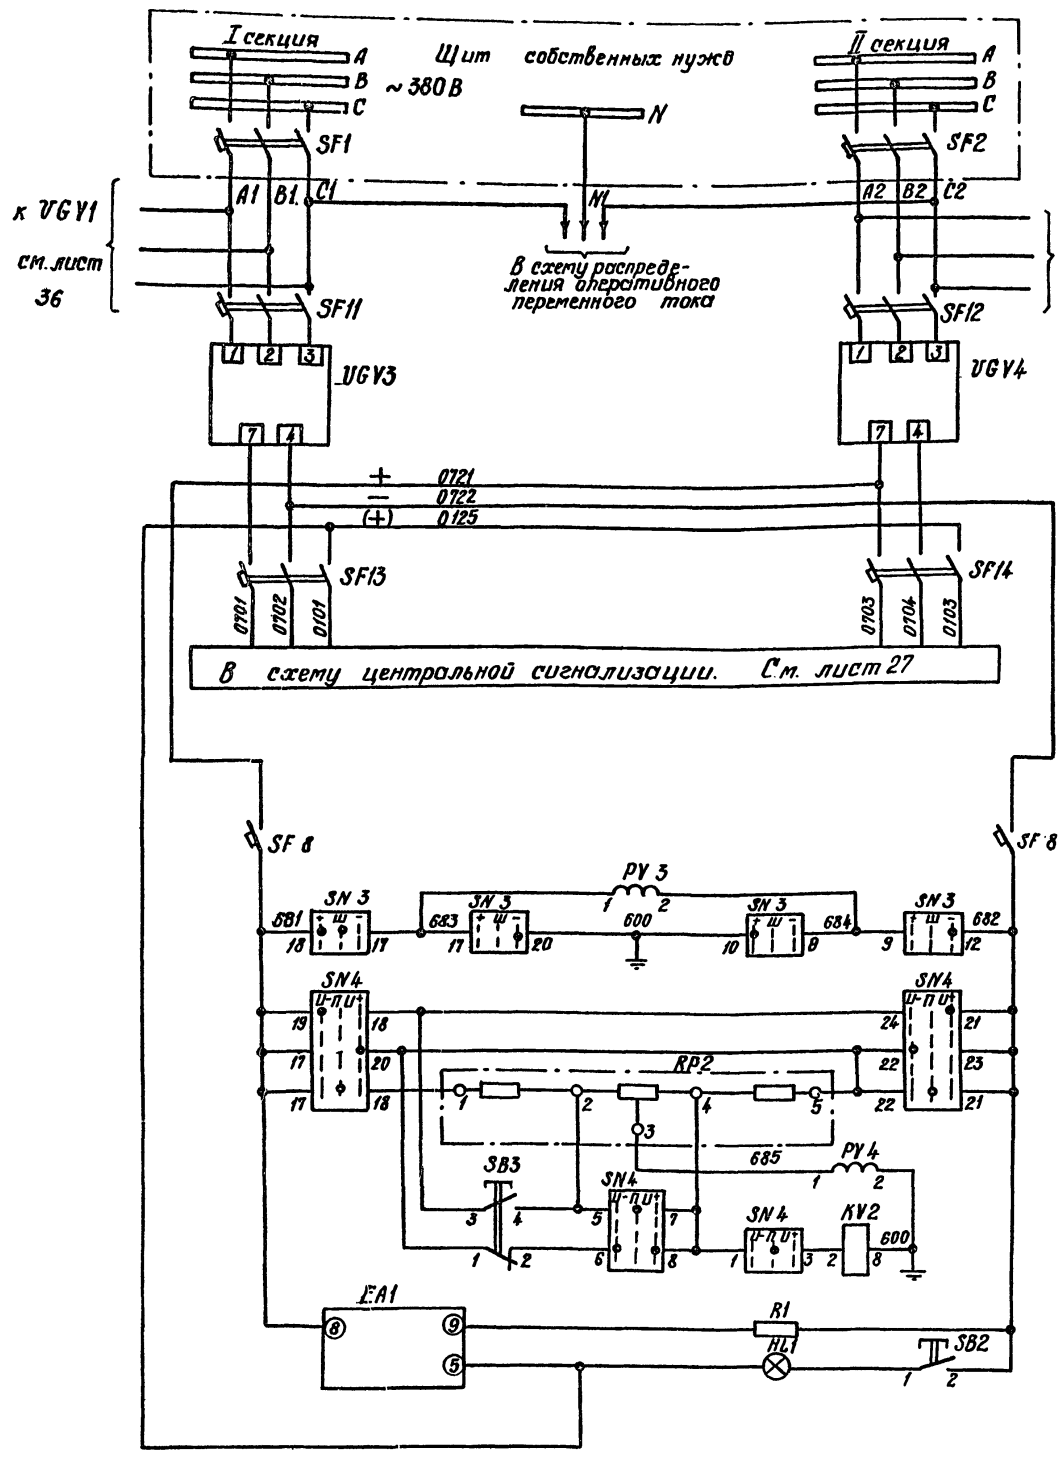 I секция
Щит собственных нужд
II секция
A
B
C
~380В
N
A
B
C
SF1
SF2
A1 B1 C1
N1
A2 B2 C2
к UGV1
см. лист
36
В схему распреде-
ления оперативного
переменного тока
SF11
SF12
1 2 3
UGV3
7 4
1 2 3
UGV4
7 4
+ 0721
– 0722
(+) 0125
SF13
SF14
0701 0702 0101
0703 0704 0103
В схему центральной сигнализации. См. лист 27
SF 8
SF 8
PV 3
1 2
SN 3
SN 3
SN 3
SN 3
681
+ Ш –
683
+ Ш –
600
+ Ш –
684
+ Ш –
682
18 17
17 20
10 8
9 12
SN4
SN4
U- П U+
U- П U+
19 18
24 21
17 20
22 23
17 18
22 21
RP2
1 2 4 5
3
685
PV 4
1 2
SB3
3 4
1 2
SN4
U- П U+
5 7
6 8
SN4
U- П U+
1 3
KV2
2 8
600
EA1
8 9
5
R1
HL1
SB2
1 2